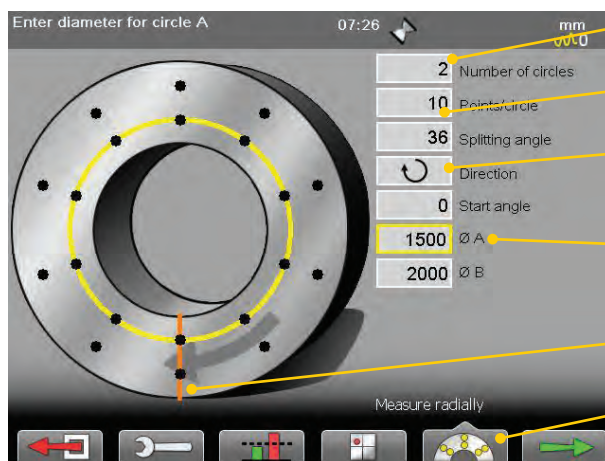 Enter diameter for circle A 07:26 mm
0
2 Number of circles
10 Points/circle
36 Splitting angle
Direction
0 Start angle
1500 Ø A
2000 Ø B
Measure radially